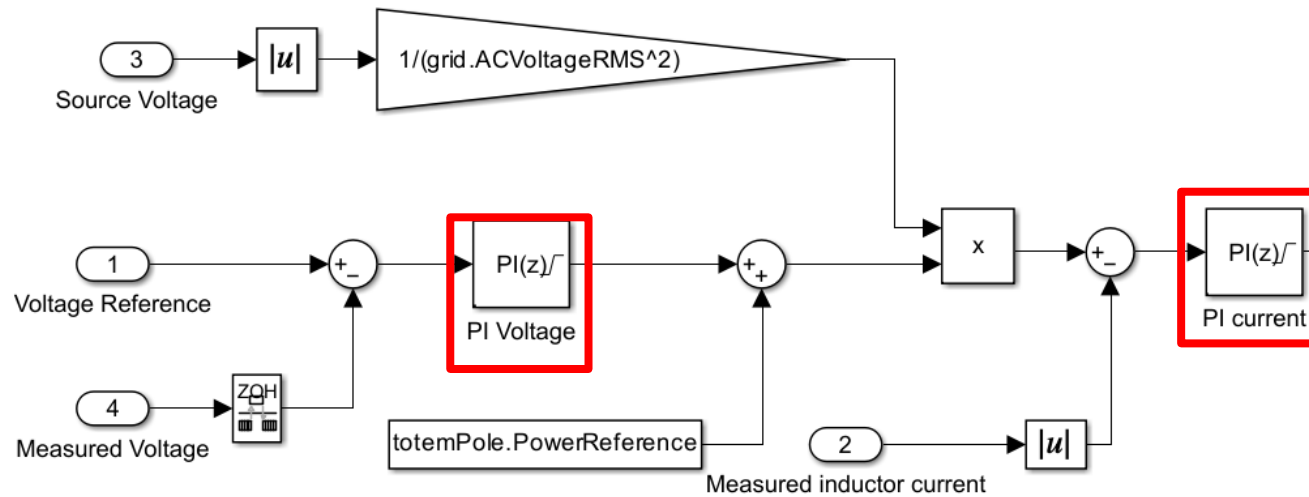 3
|u|
1/(grid.ACVoltageRMS^2)
Source Voltage
x
1
+
−
PI(z)
+
+
+
−
PI(z)
Voltage Reference
PI Voltage
PI current
4
ZOH
Measured Voltage
totemPole.PowerReference
2
|u|
Measured inductor current